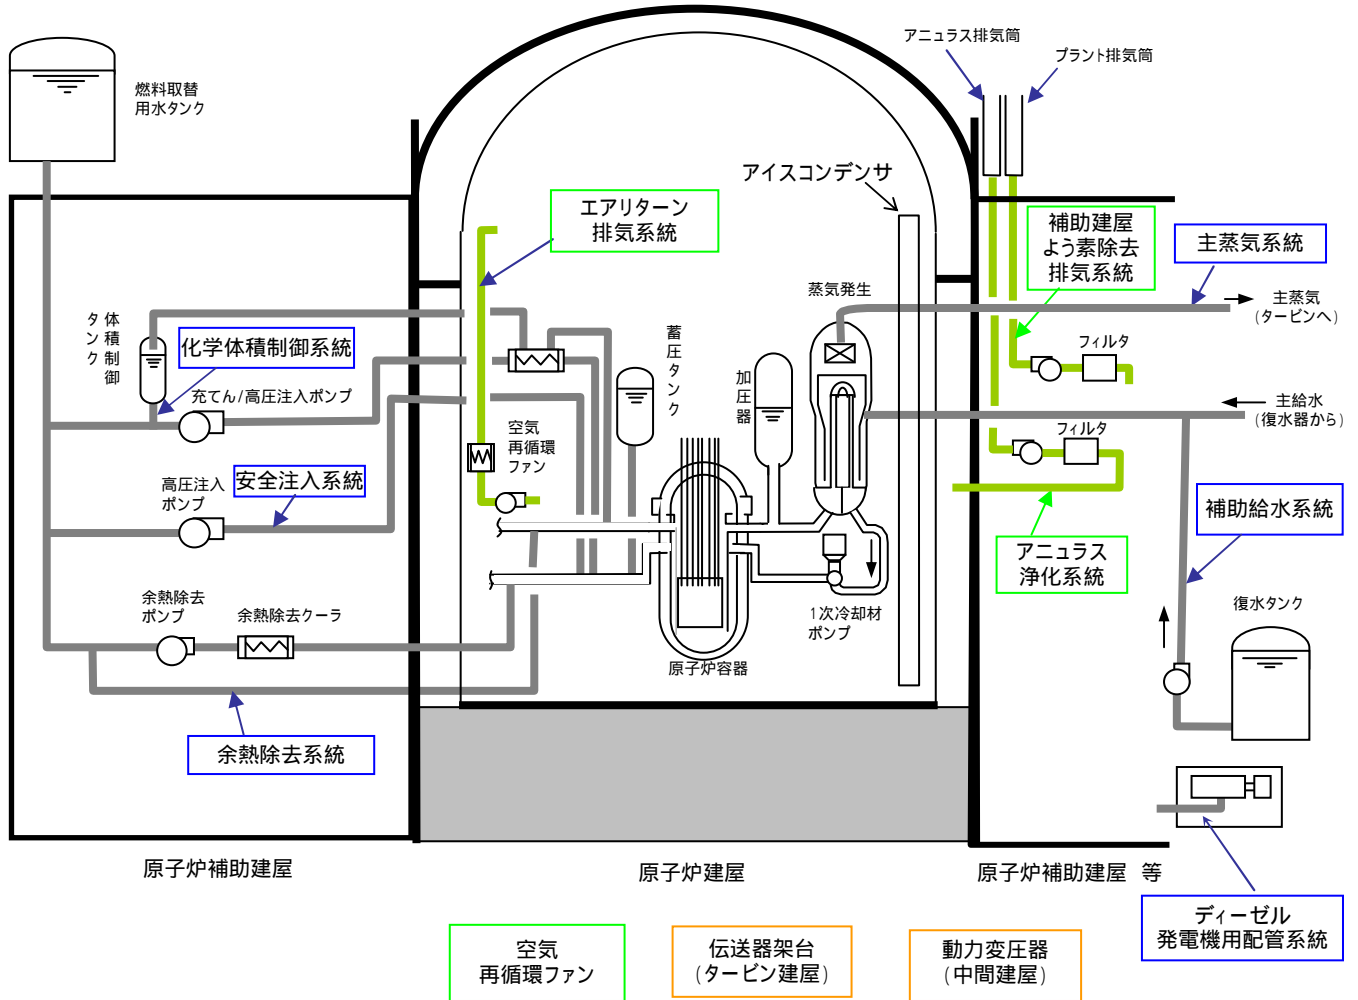 アニュラス排気筒
プラント排気筒
燃料取替
用水タンク
アイスコンデンサ
エアリターン
排気系統
補助建屋
よう素除去
排気系統
主蒸気系統
蒸気発生
主蒸気
(タービンへ)
体積制御
タンク
化学体積制御系統
蓄圧タンク
加圧器
フィルタ
充てん/高圧注入ポンプ
主給水
(復水器から)
空気
再循環
ファン
フィルタ
高圧注入
ポンプ
安全注入系統
補助給水系統
アニュラス
浄化系統
余熱除去
ポンプ
余熱除去クーラ
1次冷却材
ポンプ
復水タンク
原子炉容器
余熱除去系統
原子炉補助建屋
原子炉建屋
原子炉補助建屋 等
ディーゼル
発電機用配管系統
空気
再循環ファン
伝送器架台
(タービン建屋)
動力変圧器
(中間建屋)